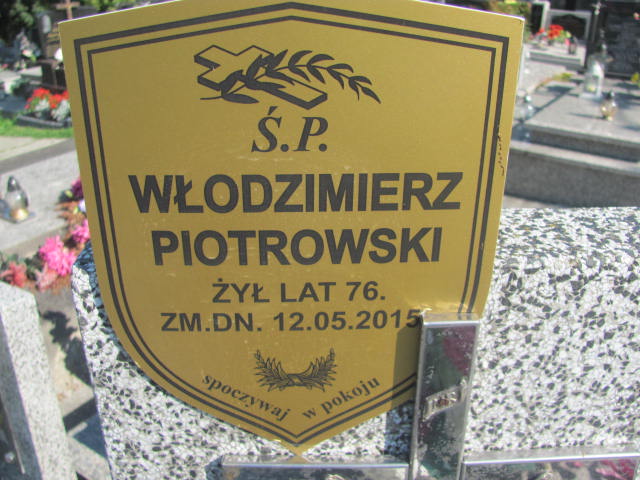 Ś.P.
WŁODZIMIERZ
PIOTROWSKI
ŻYŁ LAT 76.
ZM.DN. 12.05.2015
spoczywaj w pokoju